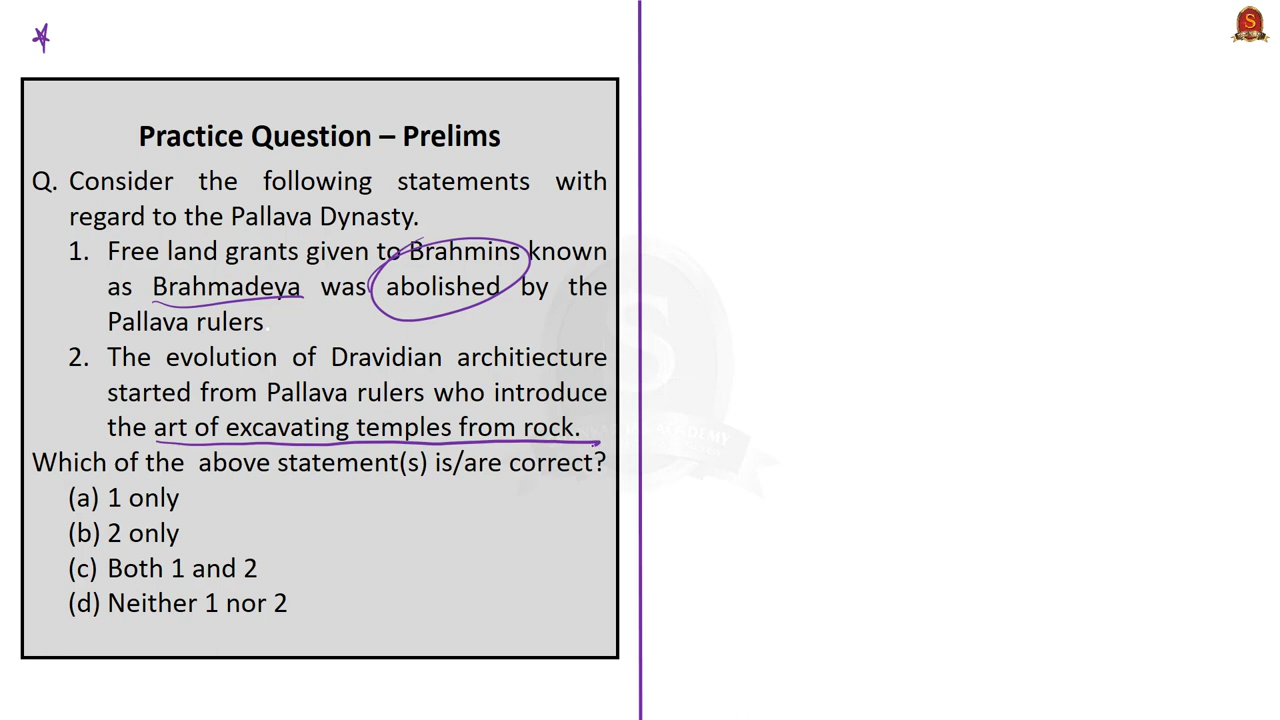 Practice Question – Prelims
Q. Consider the following statements with
regard to the Pallava Dynasty.
1. Free land grants given to Brahmins known
as Brahmadeya was abolished by the
Pallava rulers.
2. The evolution of Dravidian architiecture
started from Pallava rulers who introduce
the art of excavating temples from rock.
Which of the above statement(s) is/are correct?
(a) 1 only
(b) 2 only
(c) Both 1 and 2
(d) Neither 1 nor 2
S